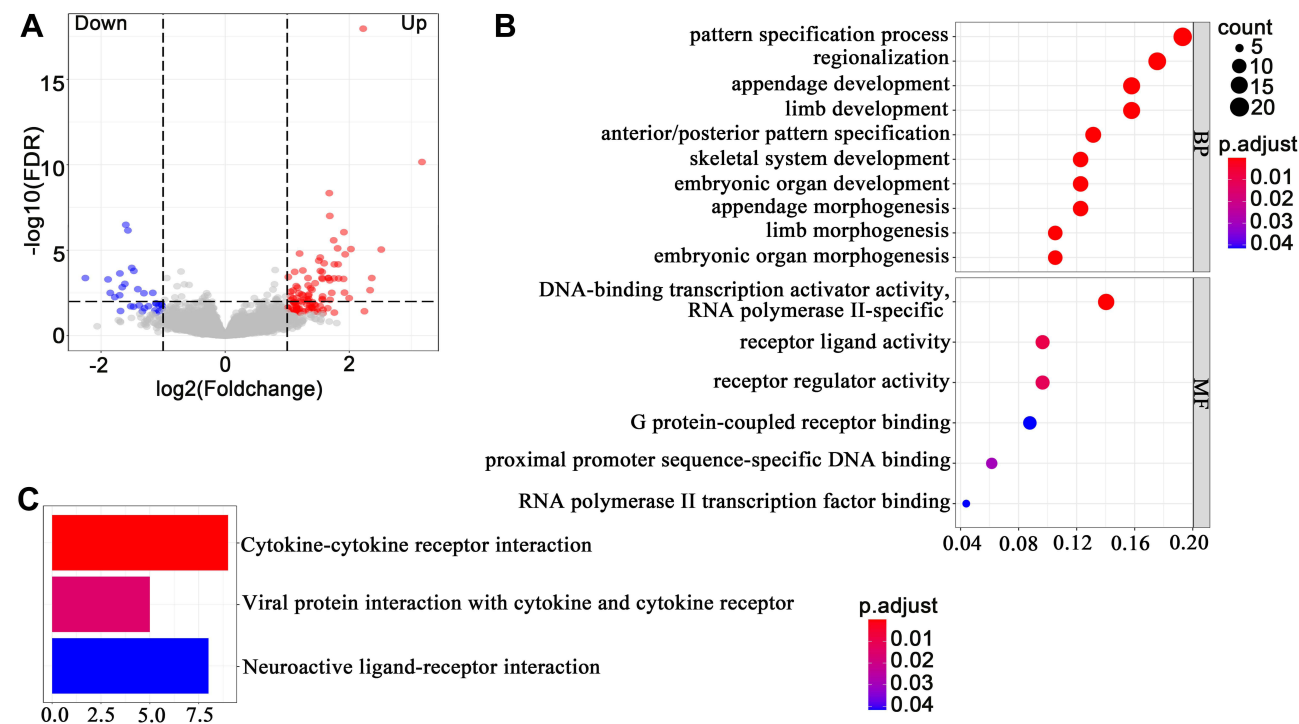 A
Down
Up
15
10
5
0
-log10(FDR)
-2
0
2
log2(Foldchange)
B
pattern specification process
regionalization
appendage development
limb development
anterior/posterior pattern specification
skeletal system development
embryonic organ development
appendage morphogenesis
limb morphogenesis
embryonic organ morphogenesis
BP
DNA-binding transcription activator activity,
RNA polymerase II-specific
receptor ligand activity
receptor regulator activity
G protein-coupled receptor binding
proximal promoter sequence-specific DNA binding
RNA polymerase II transcription factor binding
MF
0.04 0.08 0.12 0.16 0.20
count
5
10
15
20
p.adjust
0.01
0.02
0.03
0.04
C
Cytokine-cytokine receptor interaction
Viral protein interaction with cytokine and cytokine receptor
Neuroactive ligand-receptor interaction
0.0 2.5 5.0 7.5
p.adjust
0.01
0.02
0.03
0.04